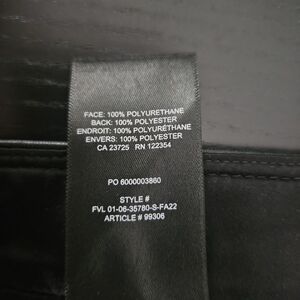 FACE: 100% POLYURETHANE
BACK: 100% POLYESTER
ENDROIT: 100% POLYURÉTHANE
ENVERS: 100% POLYESTER
CA 23725 RN 122354
PO 6000003860
STYLE #
FVL 01-06-35780-S-FA22
ARTICLE # 99306